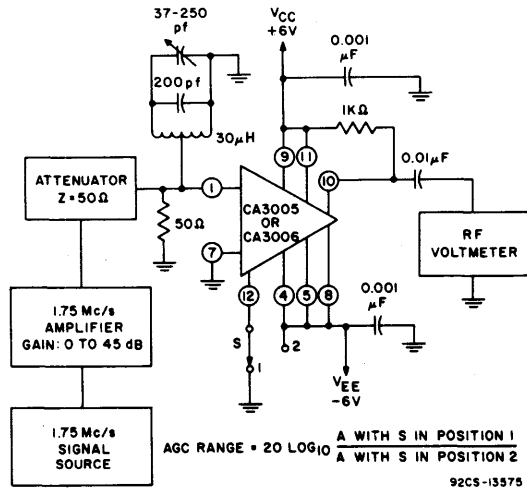 37-250
pf
200pf
30μH
VCC
+6V
0.001
μF
1KΩ
0.01μF
9
11
10
ATTENUATOR
Z=50Ω
1
50Ω
7
CA3005
OR
CA3006
RF
VOLTMETER
12
4
5
8
0.001
μF
S
1
2
VEE
-6V
1.75 Mc/s
AMPLIFIER
GAIN: 0 TO 45 dB
1.75 Mc/s
SIGNAL
SOURCE
AGC RANGE = 20 LOG10 A WITH S IN POSITION 1
A WITH S IN POSITION 2
92CS-13575